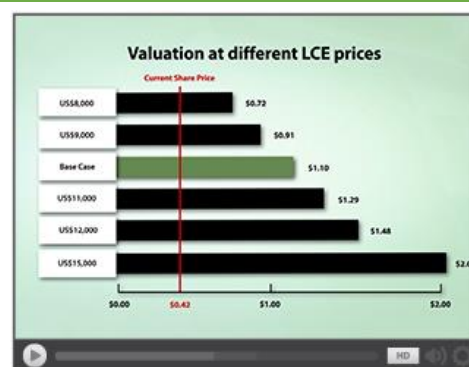 Valuation at different LCE prices
Current Share Price
US$8,000 $0.72
US$9,000 $0.91
Base Case $1.10
US$11,000 $1.29
US$12,000 $1.48
US$15,000
$0.00 $0.42 $1.00 $2.00
HD